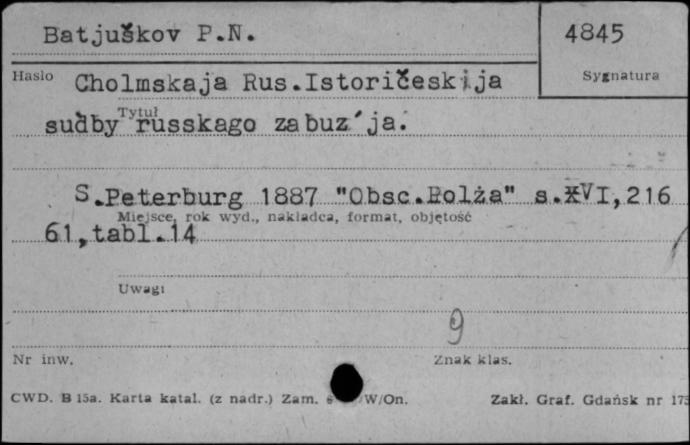 Batjuškov P.N.
4845
Hasło
Sygnatura
Cholmskaja Rus.Istoričeskija
Tytuł
sudby russkago zabuz´ja.
S.Peterburg 1887 "Obsc.Polża" s.XVI,216
Miejsce, rok wyd., nakładca, format, objętość
61,tabl.14
Uwagi
9
Nr inw.
Znak klas.
CWD. B 15a. Karta katal. (z nadr.) Zam. W/On.
Zakł. Graf. Gdańsk nr 175